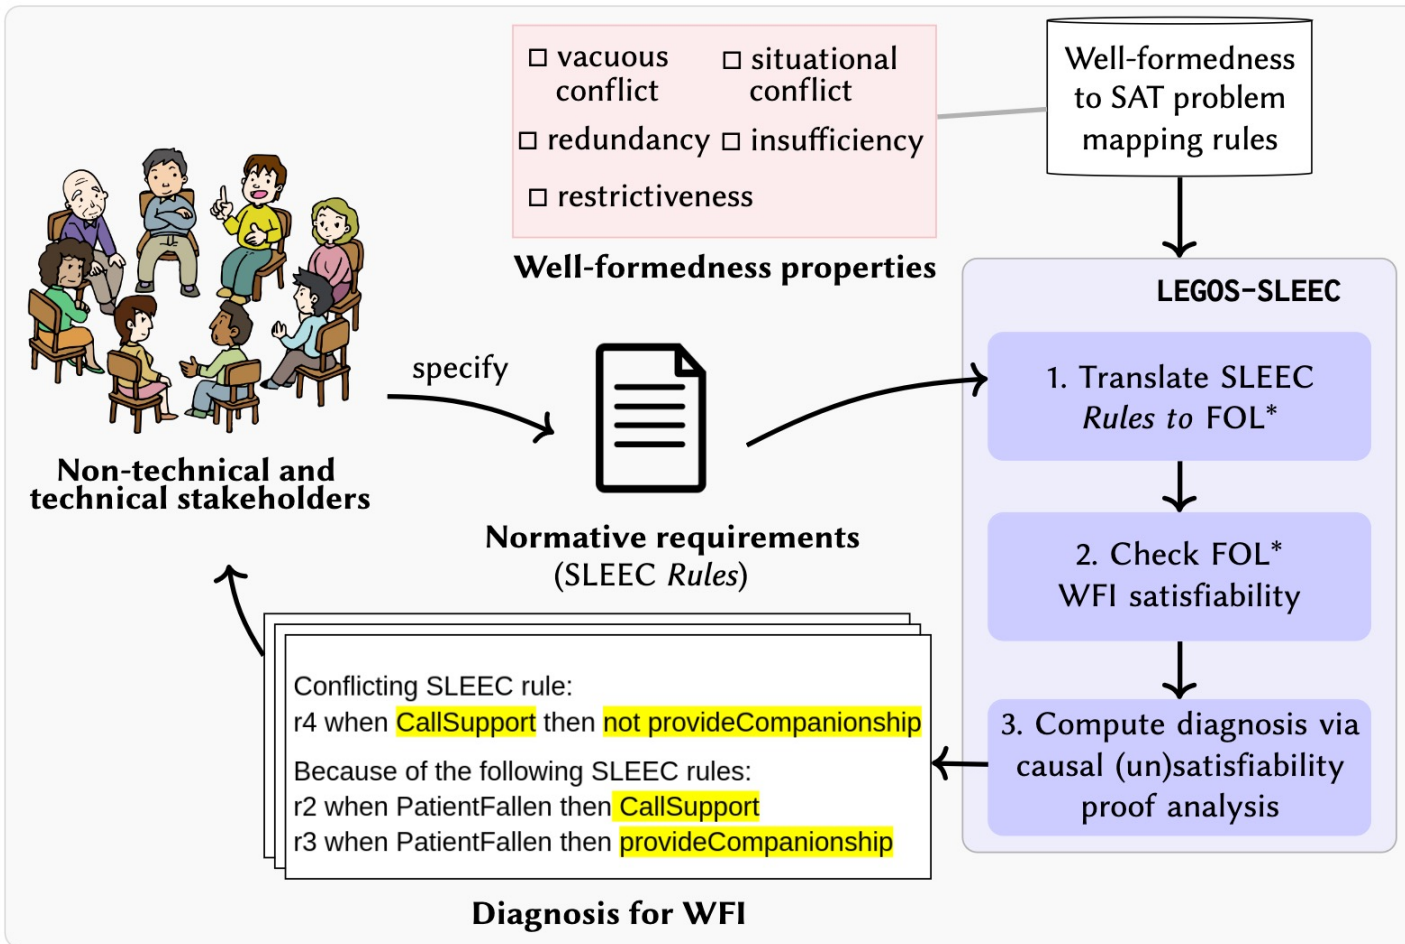 ☐ vacuous conflict
☐ situational conflict
☐ redundancy
☐ insufficiency
☐ restrictiveness
Well-formedness properties
Well-formedness
to SAT problem
mapping rules
LEGOS-SLEEC
1. Translate SLEEC
Rules to FOL*
2. Check FOL*
WFI satisfiability
3. Compute diagnosis via
causal (un)satisfiability
proof analysis
Non-technical and
technical stakeholders
specify
Normative requirements
(SLEEC Rules)
Conflicting SLEEC rule:
r4 when CallSupport then not provideCompanionship
Because of the following SLEEC rules:
r2 when PatientFallen then CallSupport
r3 when PatientFallen then provideCompanionship
Diagnosis for WFI